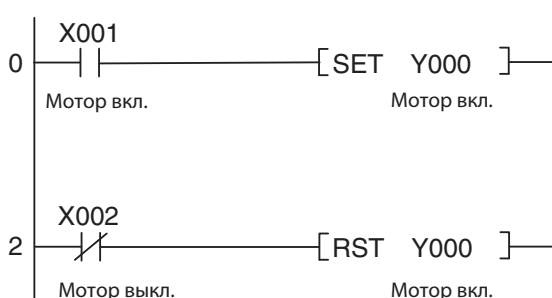 X001
0 [SET Y000]
Мотор вкл. Мотор вкл.
X002
2 [RST Y000]
Мотор выкл. Мотор вкл.